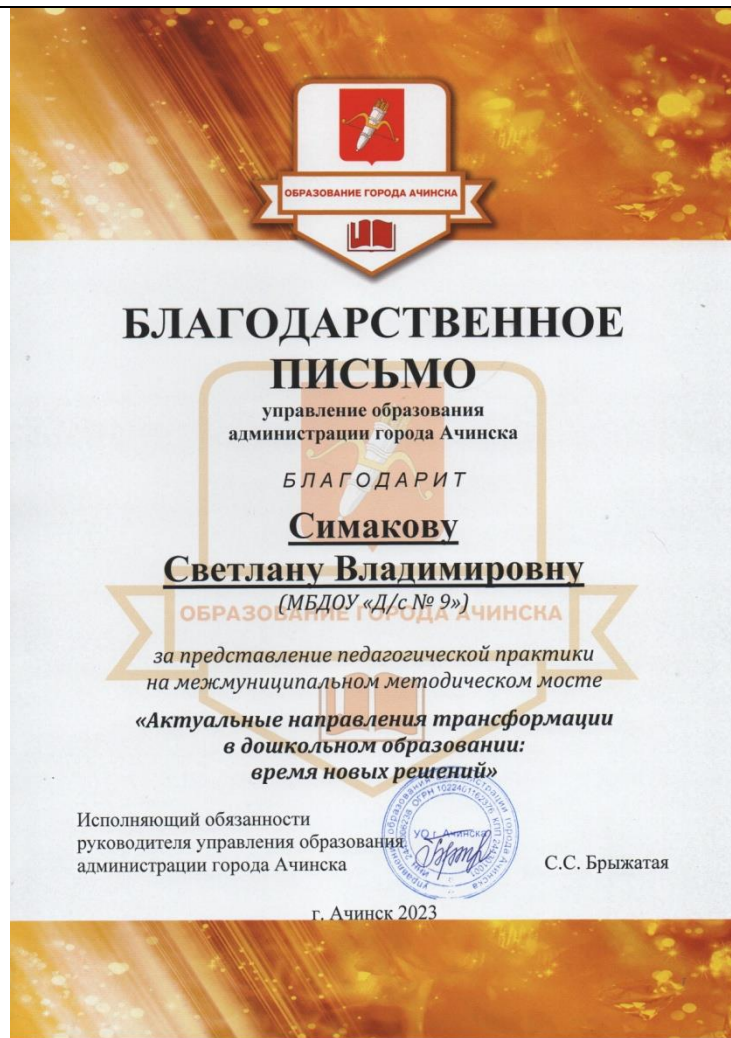 ОБРАЗОВАНИЕ ГОРОДА АЧИНСКА
БЛАГОДАРСТВЕННОЕ
ПИСЬМО
управление образования
администрации города Ачинска
БЛАГОДАРИТ
Симакову
Светлану Владимировну
(МБДОУ «Д/с № 9»)
ОБРАЗОВАНИЕ ГОРОДА АЧИНСКА
за представление педагогической практики
на межмуниципальном методическом мосте
«Актуальные направления трансформации
в дошкольном образовании:
время новых решений»
Исполняющий обязанности
руководителя управления образования
администрации города Ачинска
УО г. Ачинска
С.С. Брыжатая
г. Ачинск 2023